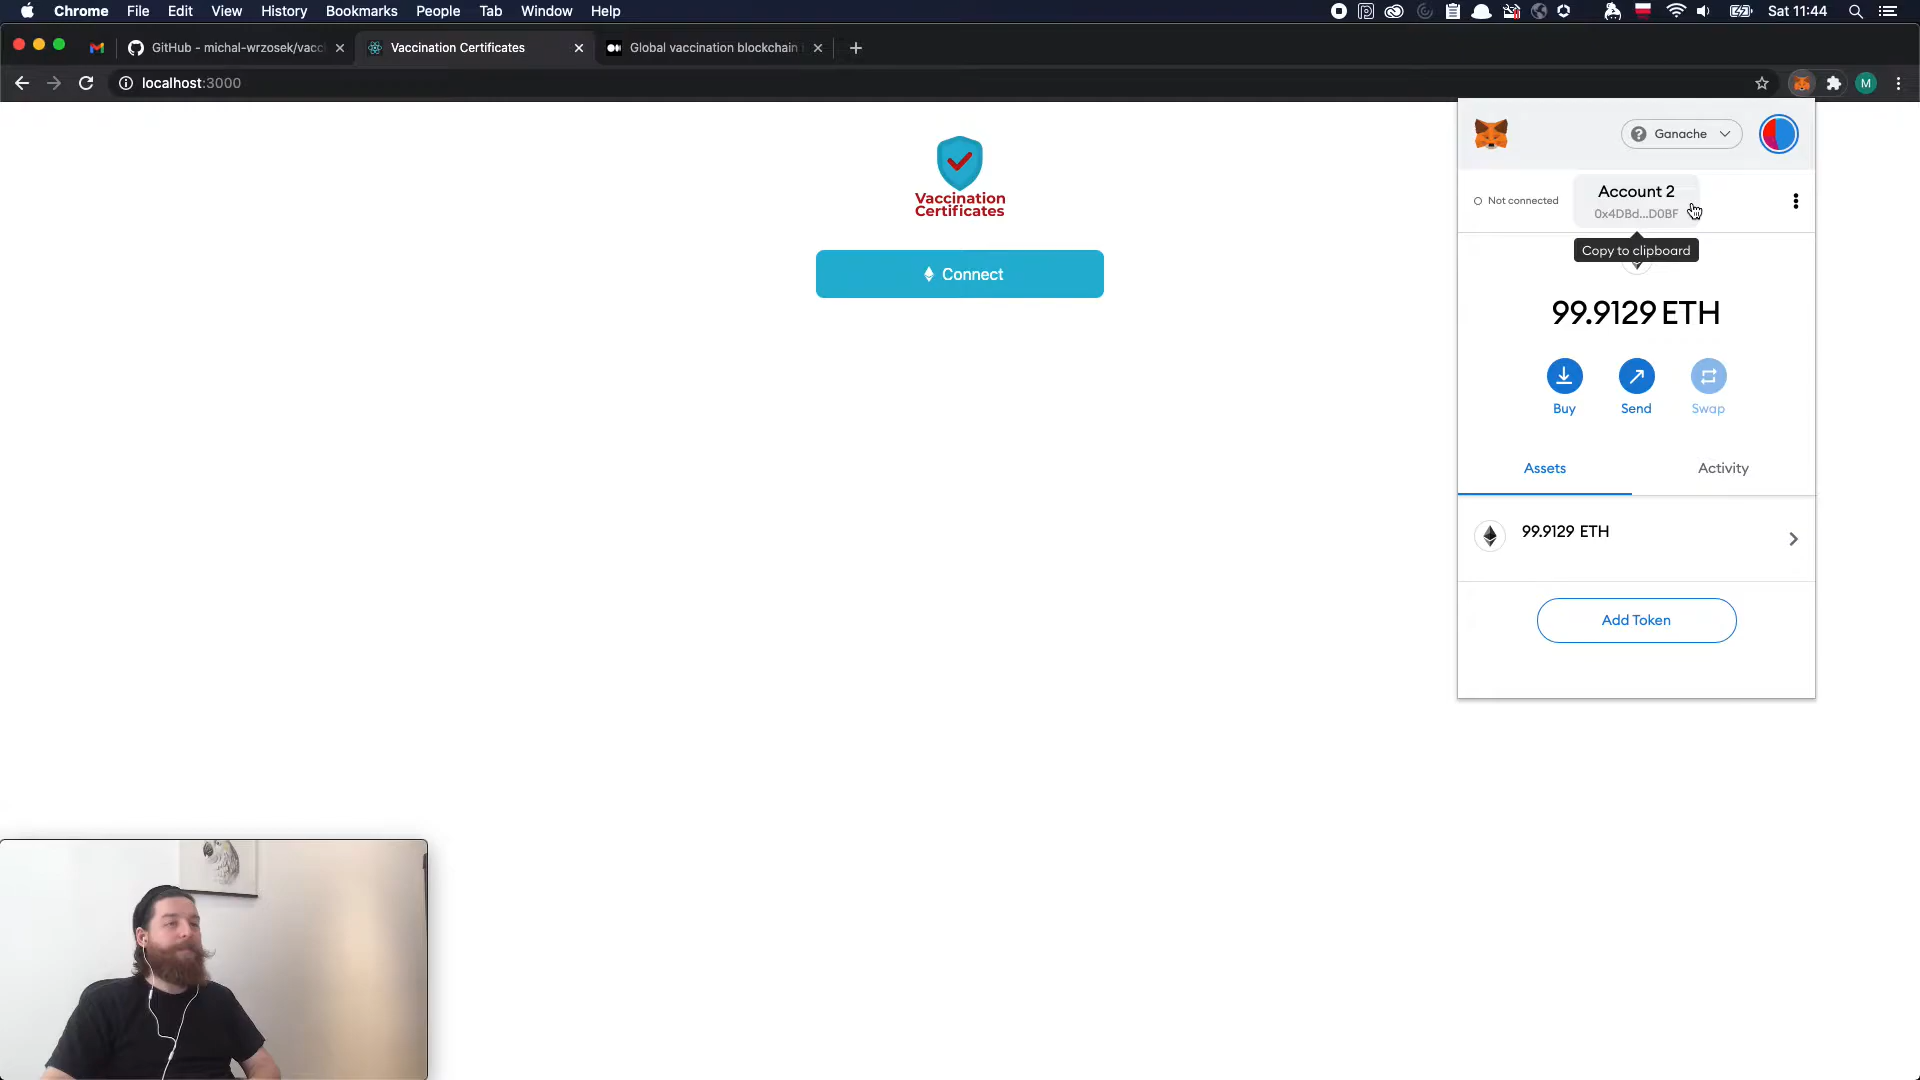 Chrome File Edit View History Bookmarks People Tab Window Help Sat 11:44
GitHub - michal-wrzosek/vacc
Vaccination Certificates
Global vaccination blockchain
localhost:3000
M
Vaccination
Certificates
Connect
Ganache
Not connected
Account 2
0x4DBd...D0BF
Copy to clipboard
99.9129 ETH
Buy Send Swap
Assets Activity
99.9129 ETH
Add Token